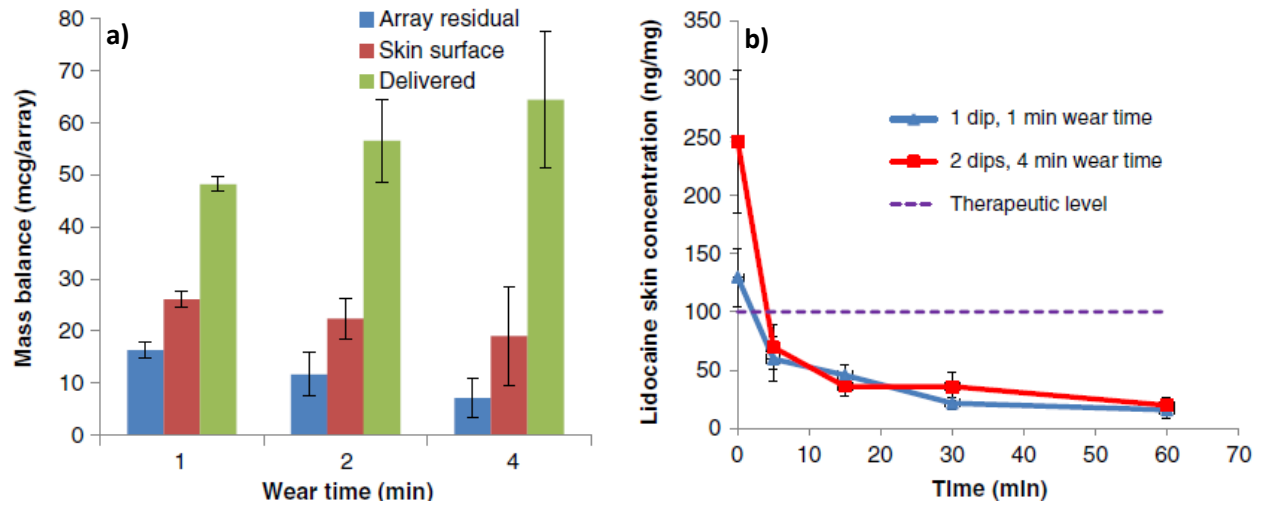 a)
Array residual
Skin surface
Delivered
Mass balance (mcg/array)
80
70
60
50
40
30
20
10
0
1 2 4
Wear time (min)
b)
1 dip, 1 min wear time
2 dips, 4 min wear time
Therapeutic level
Lidocaine skin concentration (ng/mg)
350
300
250
200
150
100
50
0
0 10 20 30 40 50 60 70
Time (min)